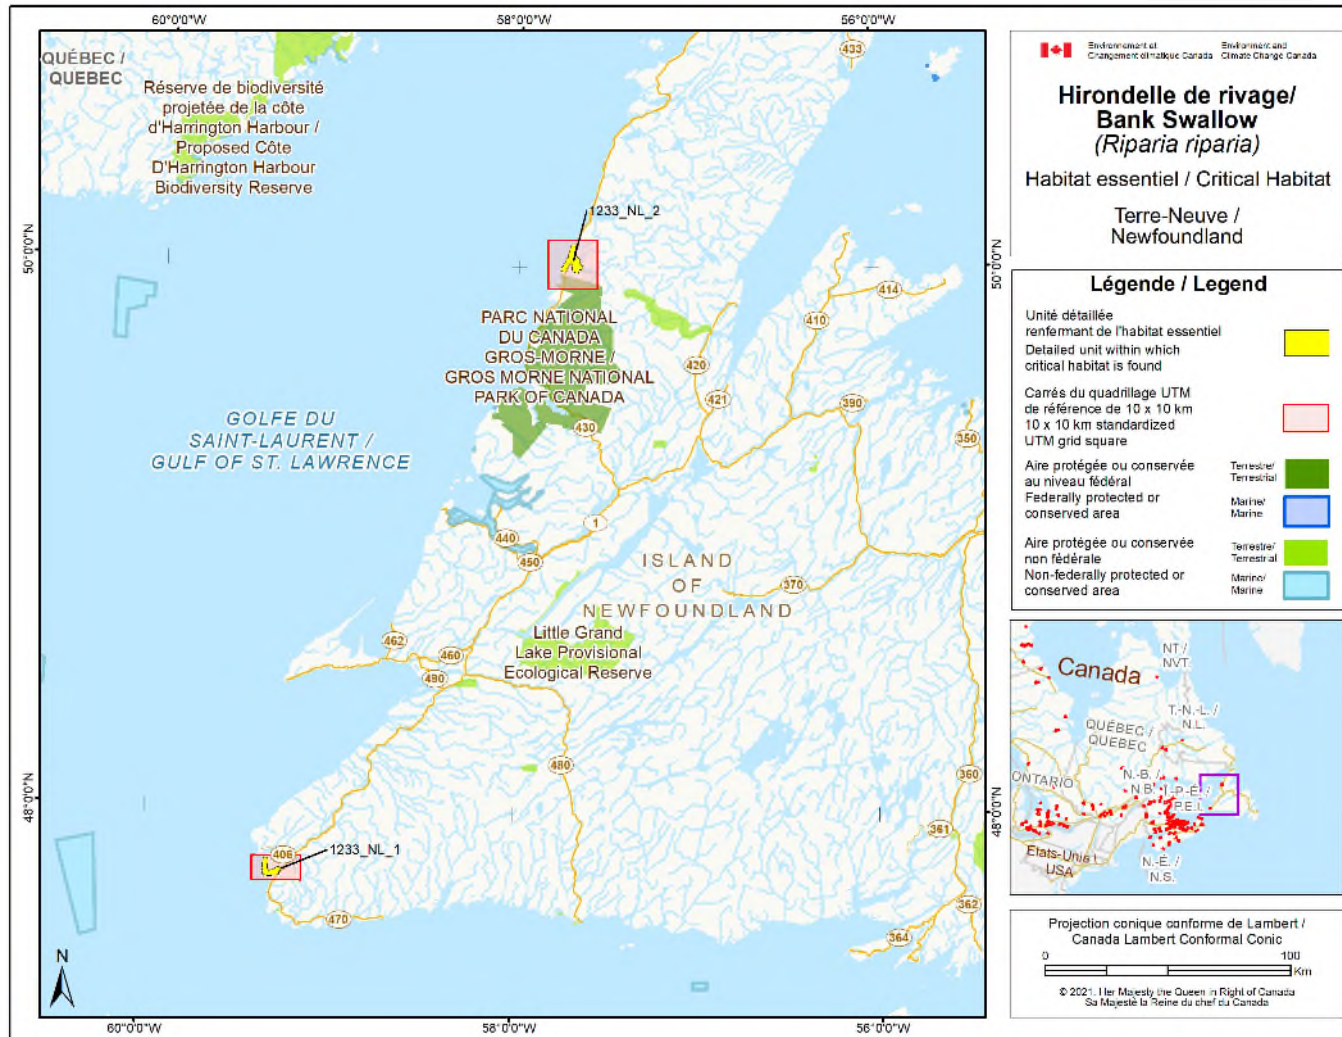 60°0'0"W
58°0'0"W
56°0'0"W
QUÉBEC /
QUEBEC
Réserve de biodiversité
projetée de la côte
d'Harrington Harbour /
Proposed Côte
D'Harrington Harbour
Biodiversity Reserve
433
1233_NL_2
50°0'0"N
50°0'0"N
414
410
PARC NATIONAL
DU CANADA
GROS-MORNE /
GROS MORNE NATIONAL
PARK OF CANADA
420
421
390
430
350
GOLFE DU
SAINT-LAURENT /
GULF OF ST. LAWRENCE
1
440
450
ISLAND
OF
NEWFOUNDLAND
370
Little Grand
Lake Provisional
Ecological Reserve
462
460
490
480
360
48°0'0"N
48°0'0"N
361
406
1233_NL_1
470
362
364
N
60°0'0"W
58°0'0"W
56°0'0"W
Environnement et
Changement climatique Canada
Environment and
Climate Change Canada
Hirondelle de rivage/
Bank Swallow
(Riparia riparia)
Habitat essentiel / Critical Habitat
Terre-Neuve /
Newfoundland
Légende / Legend
Unité détaillée
renfermant de l'habitat essentiel
Detailed unit within which
critical habitat is found
Carrés du quadrillage UTM
de référence de 10 x 10 km
10 x 10 km standardized
UTM grid square
Aire protégée ou conservée
au niveau fédéral
Federally protected or
conserved area
Terrestre/
Terrestrial
Marine/
Marine
Aire protégée ou conservée
non fédérale
Non-federally protected or
conserved area
Terrestre/
Terrestrial
Marine/
Marine
NT /
NVT.
Canada
T.-N.-L. /
N.L.
QUÉBEC /
QUEBEC
ONTARIO
N.-B. /
N.B.
Î.-P.-É. /
P.E.I.
États-Unis /
USA
N.-É. /
N.S.
Projection conique conforme de Lambert /
Canada Lambert Conformal Conic
0 100
Km
© 2021. Her Majesty the Queen in Right of Canada
Sa Majesté la Reine du chef du Canada